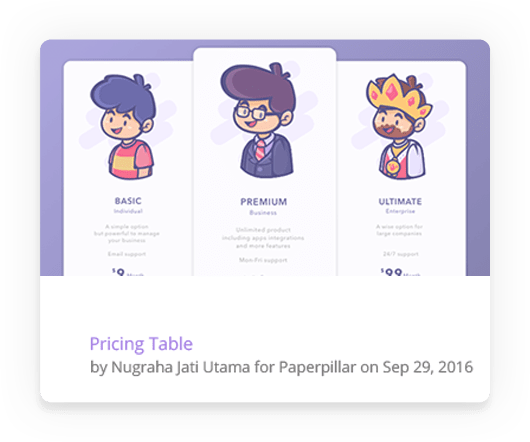 BASIC
Individual
A simple option
but powerful to manage
your business
Email support
$9 Month
PREMIUM
Business
Unlimited product
including apps integrations
and more features
Mon-Fri support
ULTIMATE
Enterprise
A wise option for
large companies
24/7 support
$99 Month
Pricing Table
by Nugraha Jati Utama for Paperpillar on Sep 29, 2016